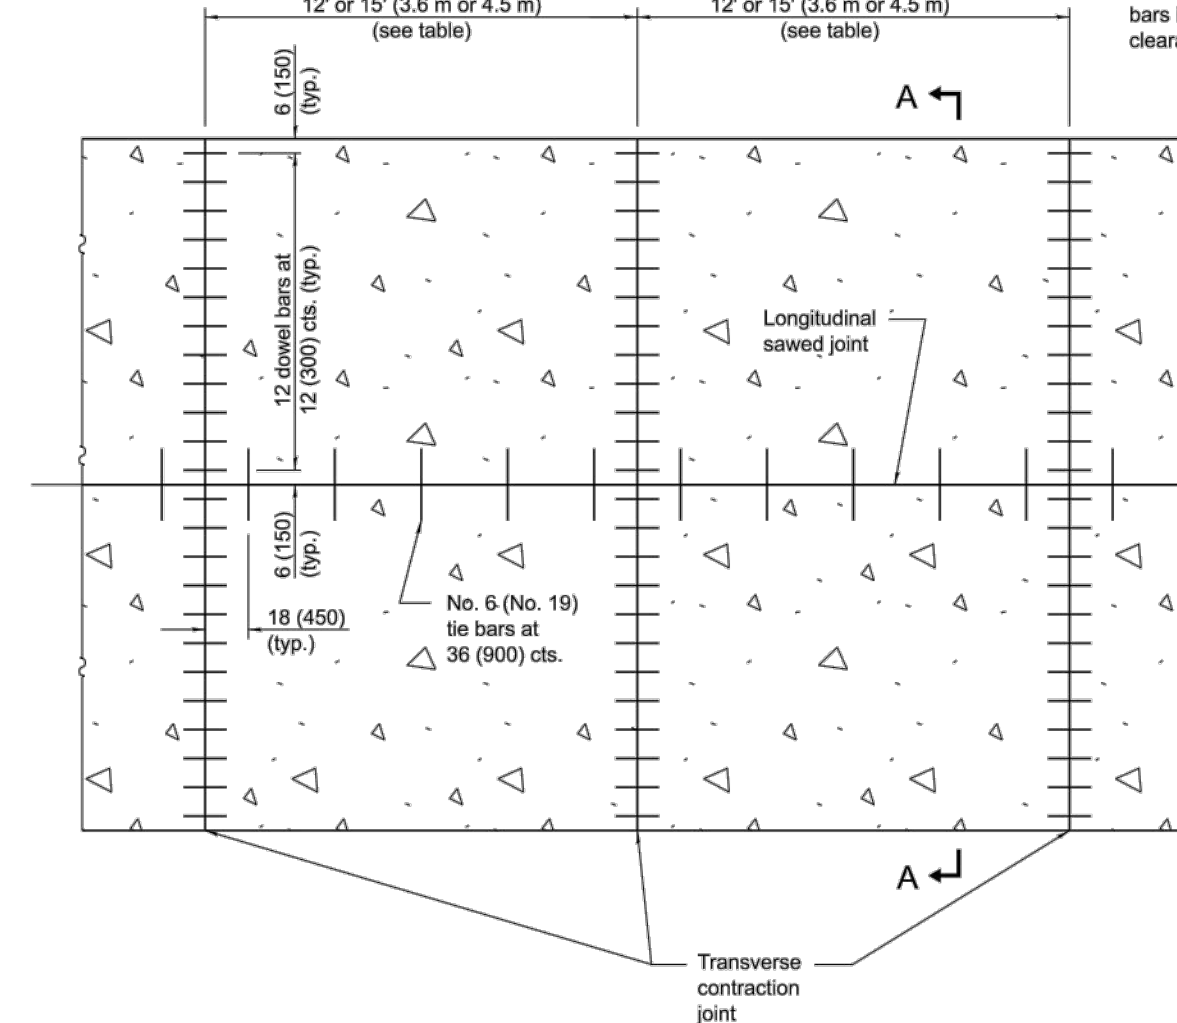 12' or 15' (3.6 m or 4.5 m)
(see table)
12' or 15' (3.6 m or 4.5 m)
(see table)
bars
6 (150)
(typ.)
A
12 dowel bars at
12 (300) cts. (typ.)
Longitudinal
sawed joint
6 (150)
(typ.)
18 (450)
(typ.)
No. 6 (No. 19)
tie bars at
36 (900) cts.
A
Transverse
contraction
joint